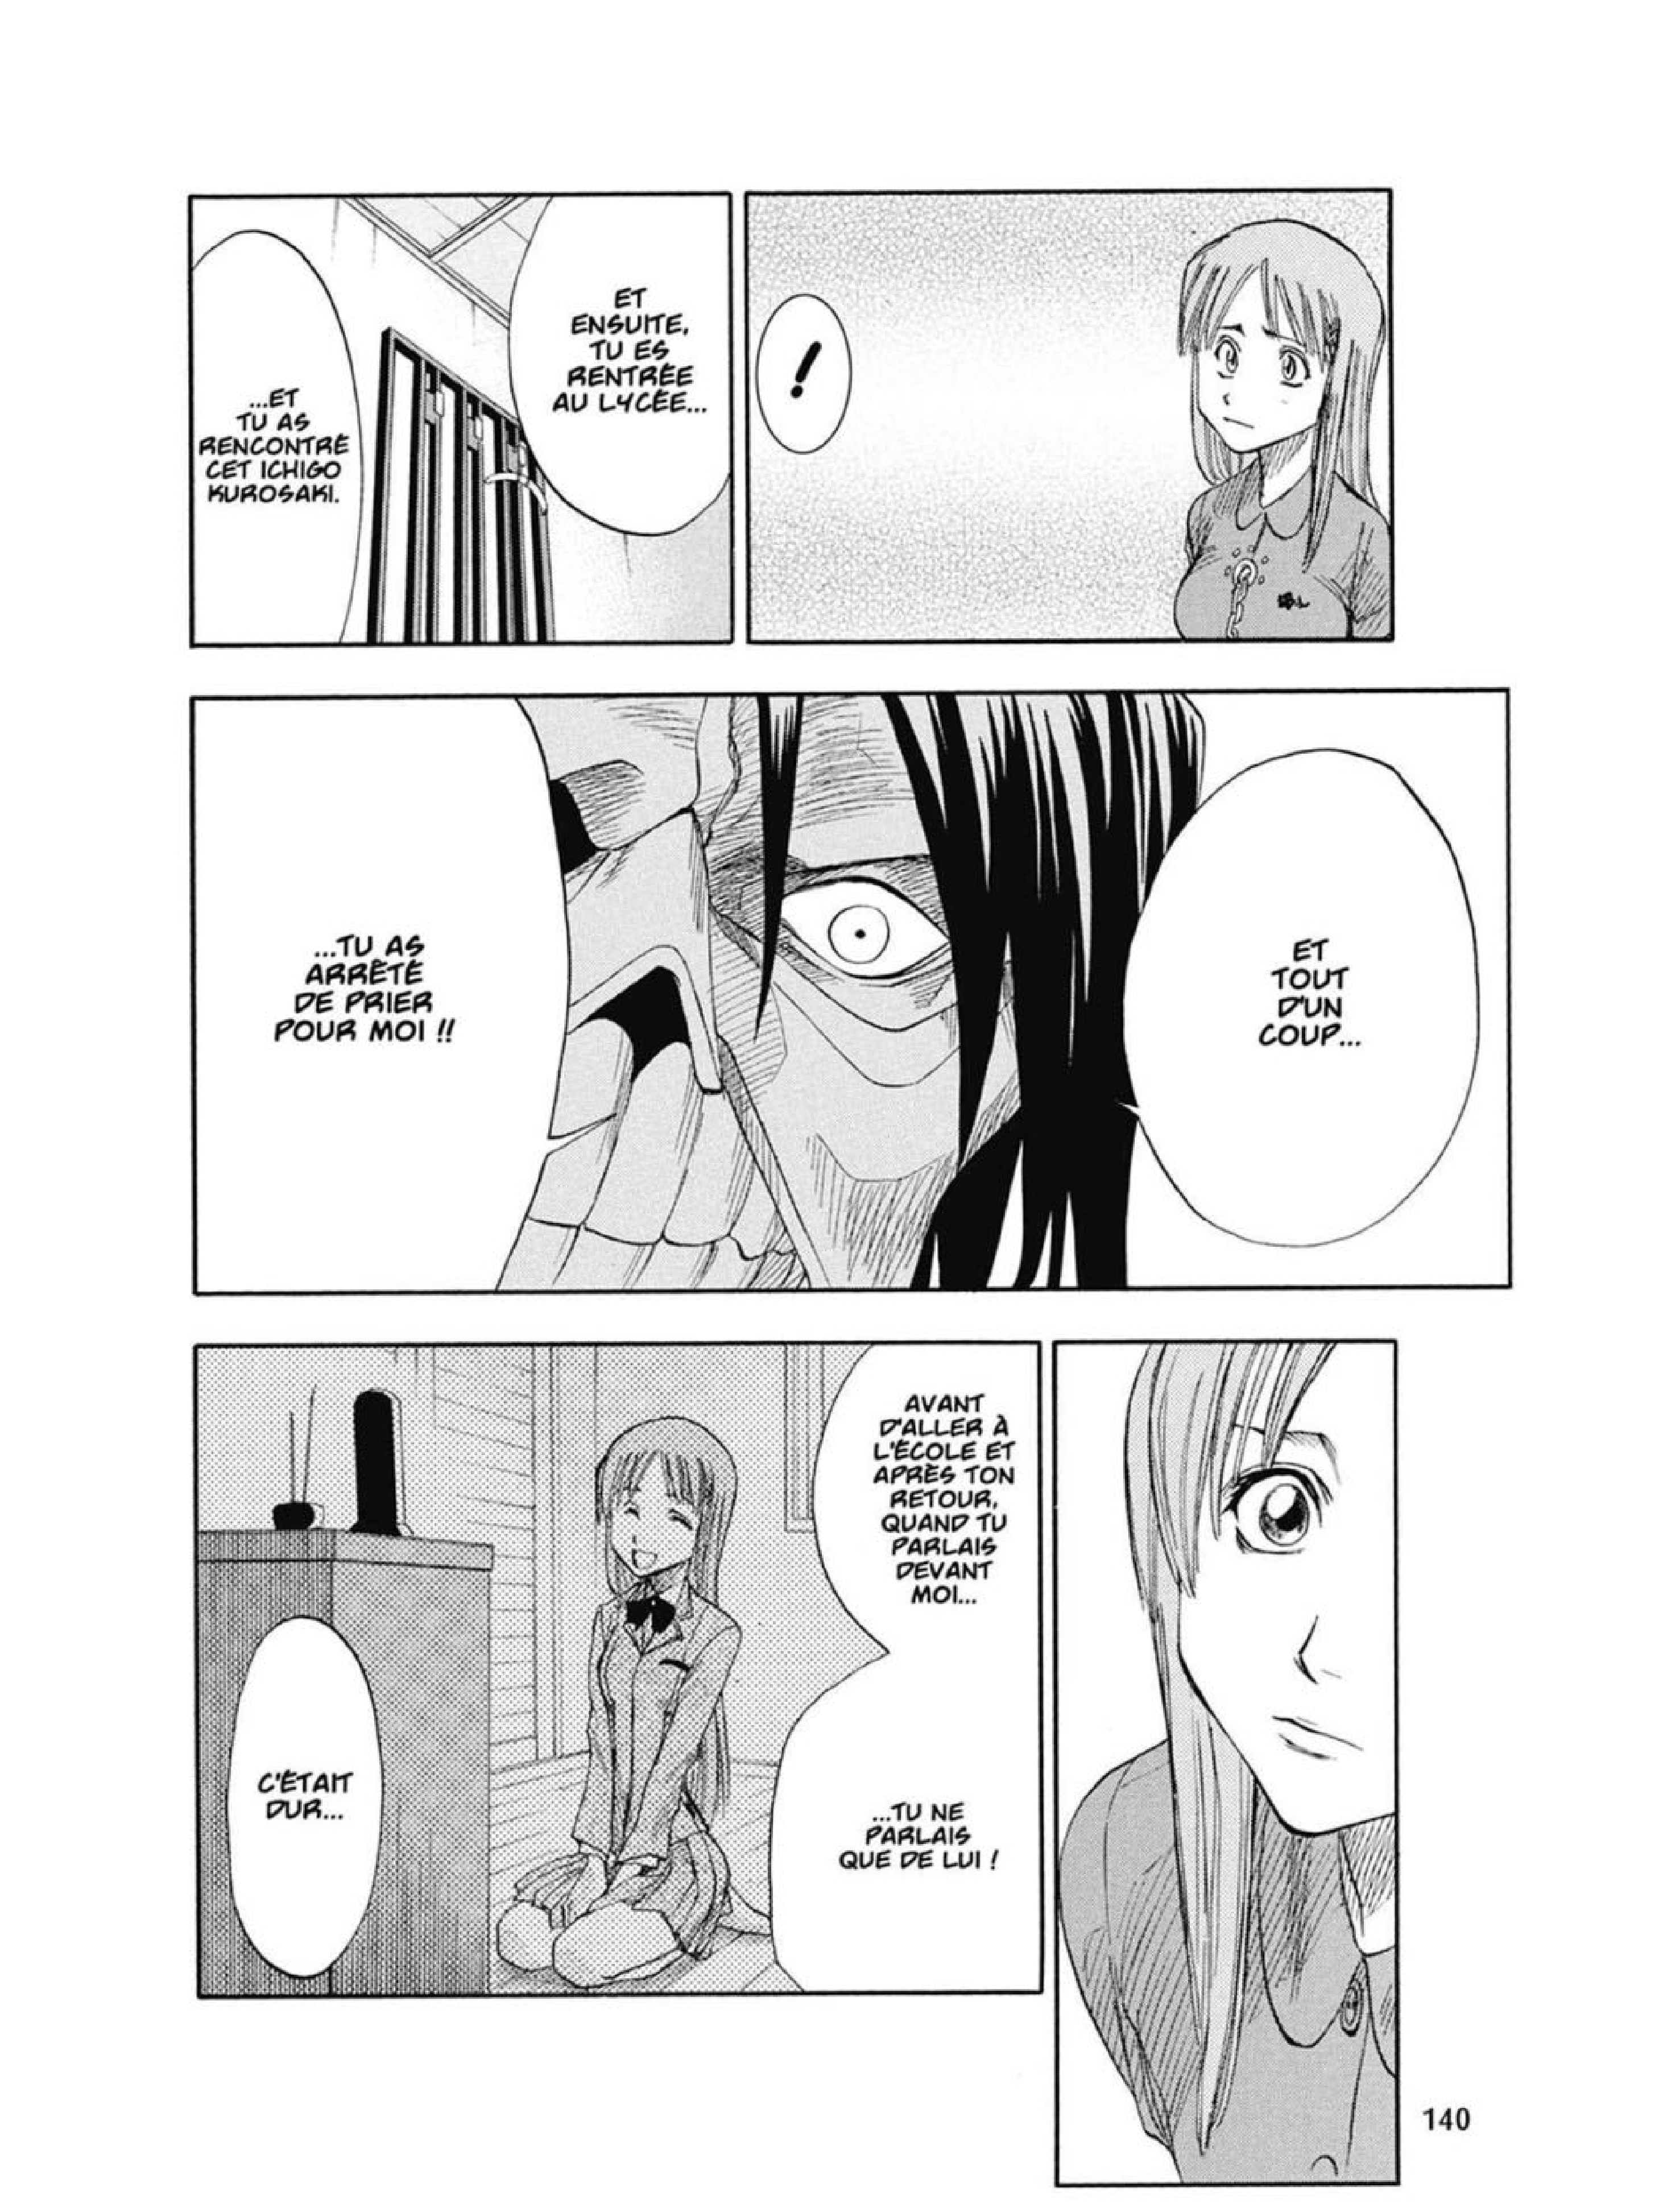 !
ET
ENSUITE,
TU ES
RENTRÉE
AU LYCÉE...
...ET
TU AS
RENCONTRÉ
CET ICHIGO
KUROSAKI.
ET
TOUT
D'UN
COUP...
...TU AS
ARRÊTÉ
DE PRIER
POUR MOI !!
AVANT
D'ALLER À
L'ÉCOLE ET
APRÈS TON
RETOUR,
QUAND TU
PARLAIS
DEVANT
MOI...
...TU NE
PARLAIS
QUE DE LUI !
C'ÉTAIT
DUR...
140